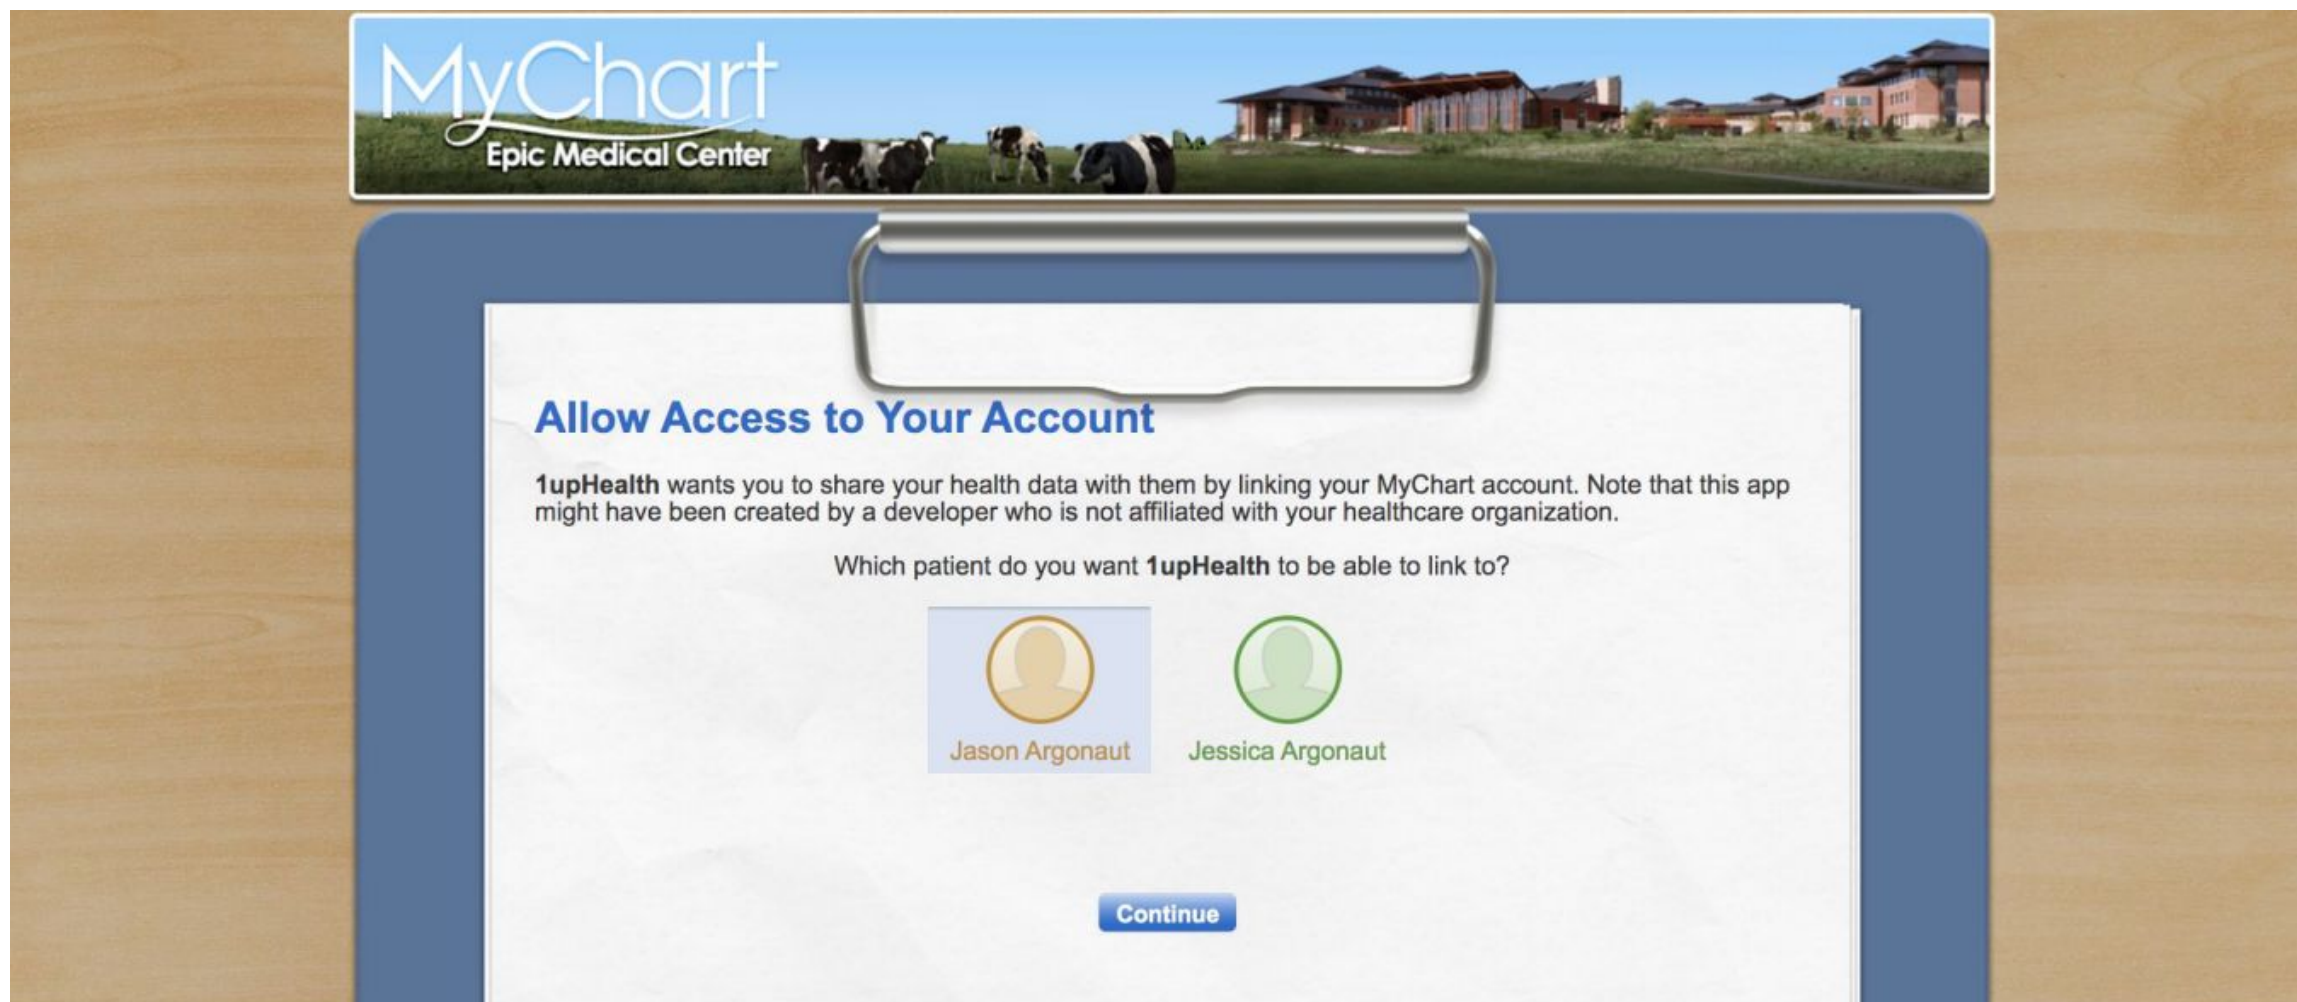 MyChart
Epic Medical Center
Allow Access to Your Account
1upHealth wants you to share your health data with them by linking your MyChart account. Note that this app
might have been created by a developer who is not affiliated with your healthcare organization.
Which patient do you want 1upHealth to be able to link to?
Jason Argonaut
Jessica Argonaut
Continue